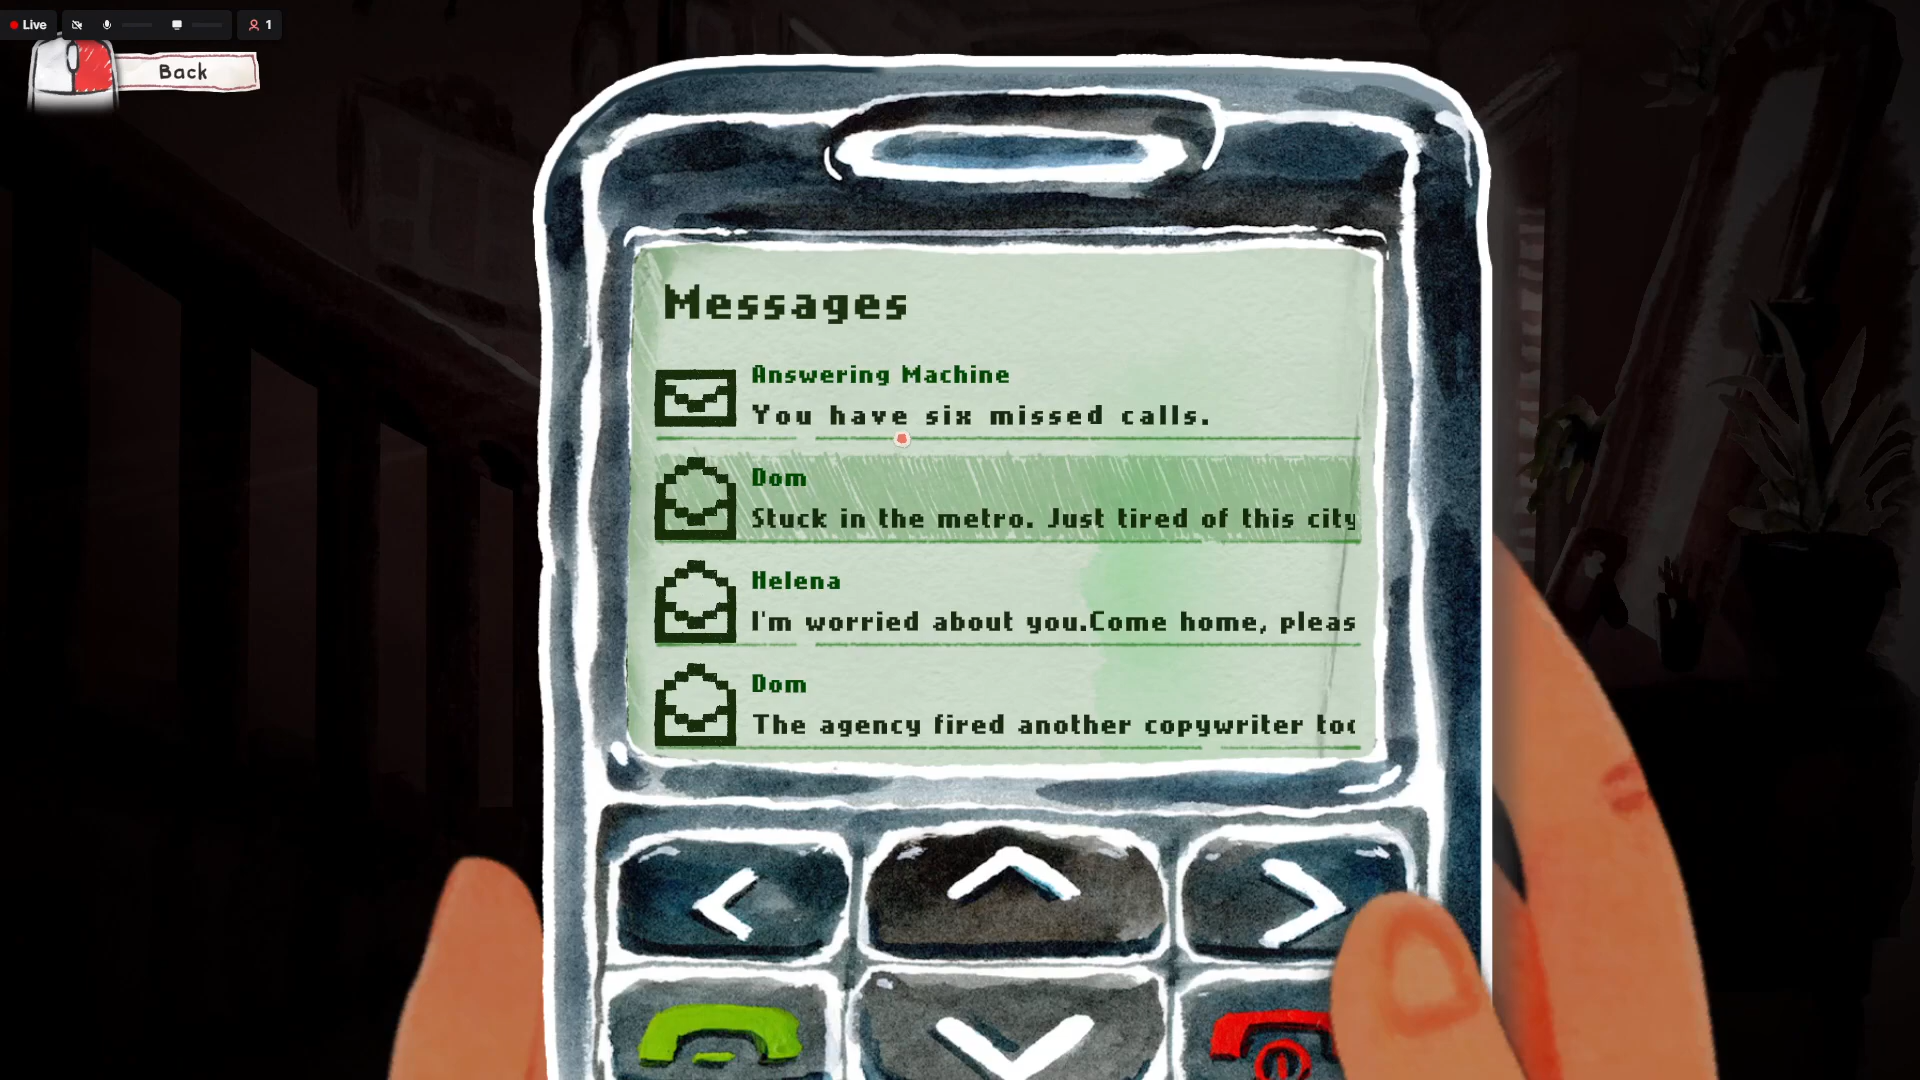 Live
1
Back
Messages
Answering Machine
You have six missed calls.
Dom
Stuck in the metro. Just tired of this city
Helena
I'm worried about you.Come home, pleas
Dom
The agency fired another copywriter